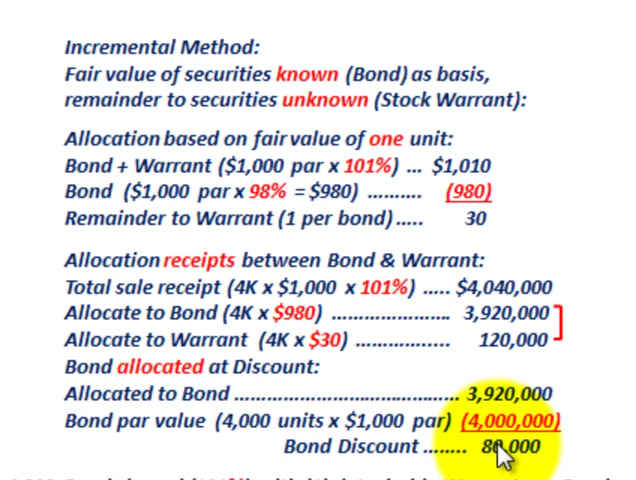 Incremental Method:
Fair value of securities known (Bond) as basis,
remainder to securities unknown (Stock Warrant):
Allocation based on fair value of one unit:
Bond + Warrant ($1,000 par x 101%) ... $1,010
Bond ($1,000 par x 98% = $980) .......... (980)
Remainder to Warrant (1 per bond)..... 30
Allocation receipts between Bond & Warrant:
Total sale receipt (4K x $1,000 x 101%) ..... $4,040,000
Allocate to Bond (4K x $980) ....................... 3,920,000
Allocate to Warrant (4K x $30) .................. 120,000
Bond allocated at Discount:
Allocated to Bond........................................... 3,920,000
Bond par value (4,000 units x $1,000 par) (4,000,000)
Bond Discount ........ 80,000